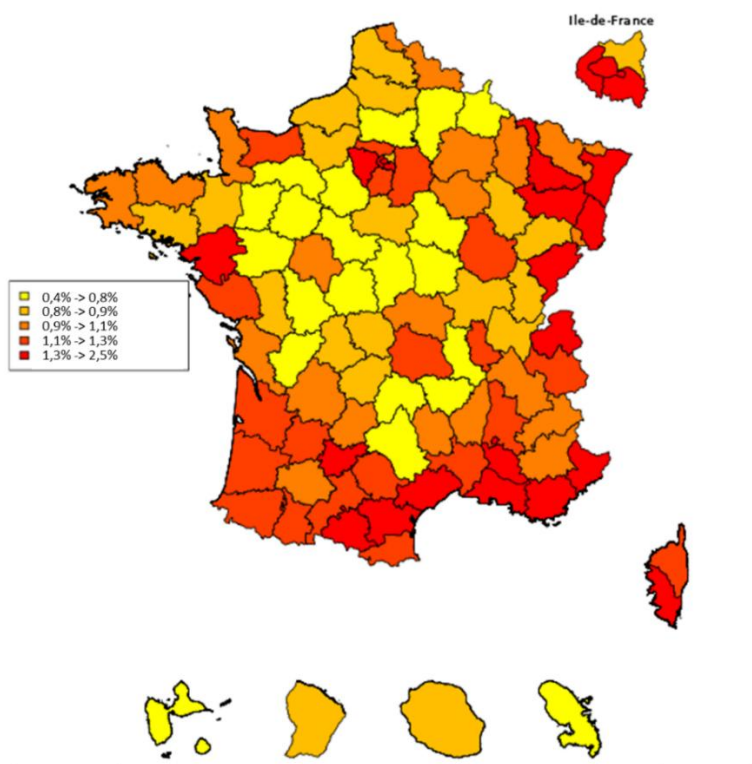 Ile-de-France
0,4% -> 0,8%
0,8% -> 0,9%
0,9% -> 1,1%
1,1% -> 1,3%
1,3% -> 2,5%